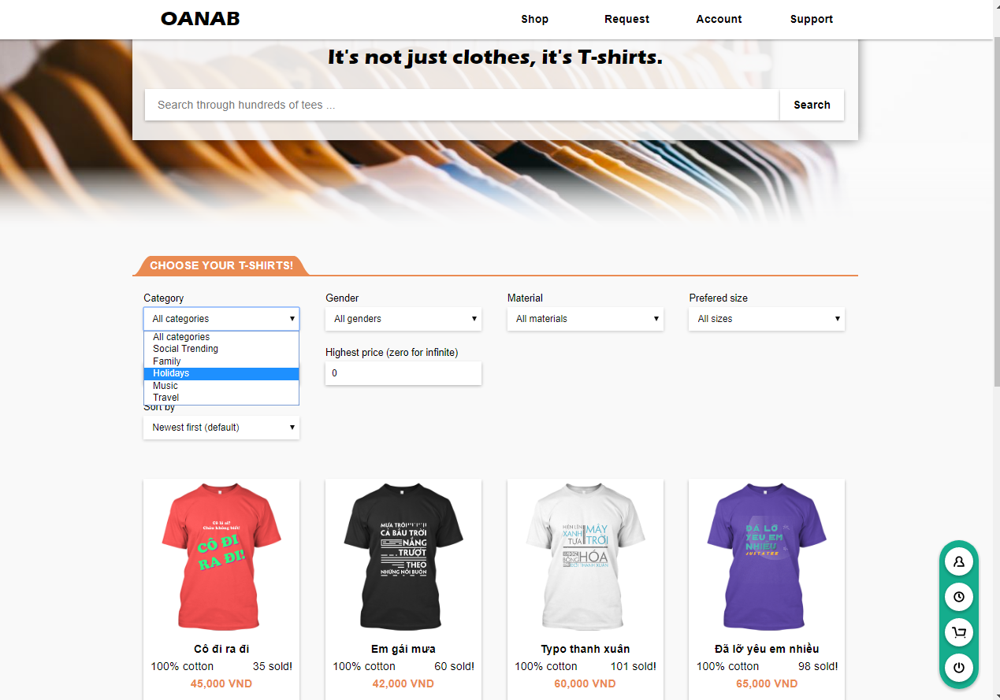 OANAB
Shop
Request
Account
Support
It's not just clothes, it's T-shirts.
Search through hundreds of tees ...
Search
CHOOSE YOUR T-SHIRTS!
Category
Gender
Material
Prefered size
All categories
All genders
All materials
All sizes
All categories
Social Trending
Family
Holidays
Music
Travel
Highest price (zero for infinite)
0
Sort by
Newest first (default)
Cô là ai?
Cháu không biết!
CÔ ĐI
RA ĐI!
MƯA TRÔI
CẢ BẦU TRỜI
NẮNG
TRƯỢT
THEO
NHỮNG NỖI BUỒN
HẸN LÊN
XANH
TỰA
MÂY
TRỜI
BỖNG
HÓA
BỞI THANH XUÂN
ĐÃ LỠ
YÊU EM
NHIỀU
JUSTATEE
Cô đi ra đi
Em gái mưa
Typo thanh xuân
Đã lỡ yêu em nhiều
100% cotton 35 sold!
100% cotton 60 sold!
100% cotton 101 sold!
100% cotton 98 sold!
45,000 VND
42,000 VND
60,000 VND
65,000 VND